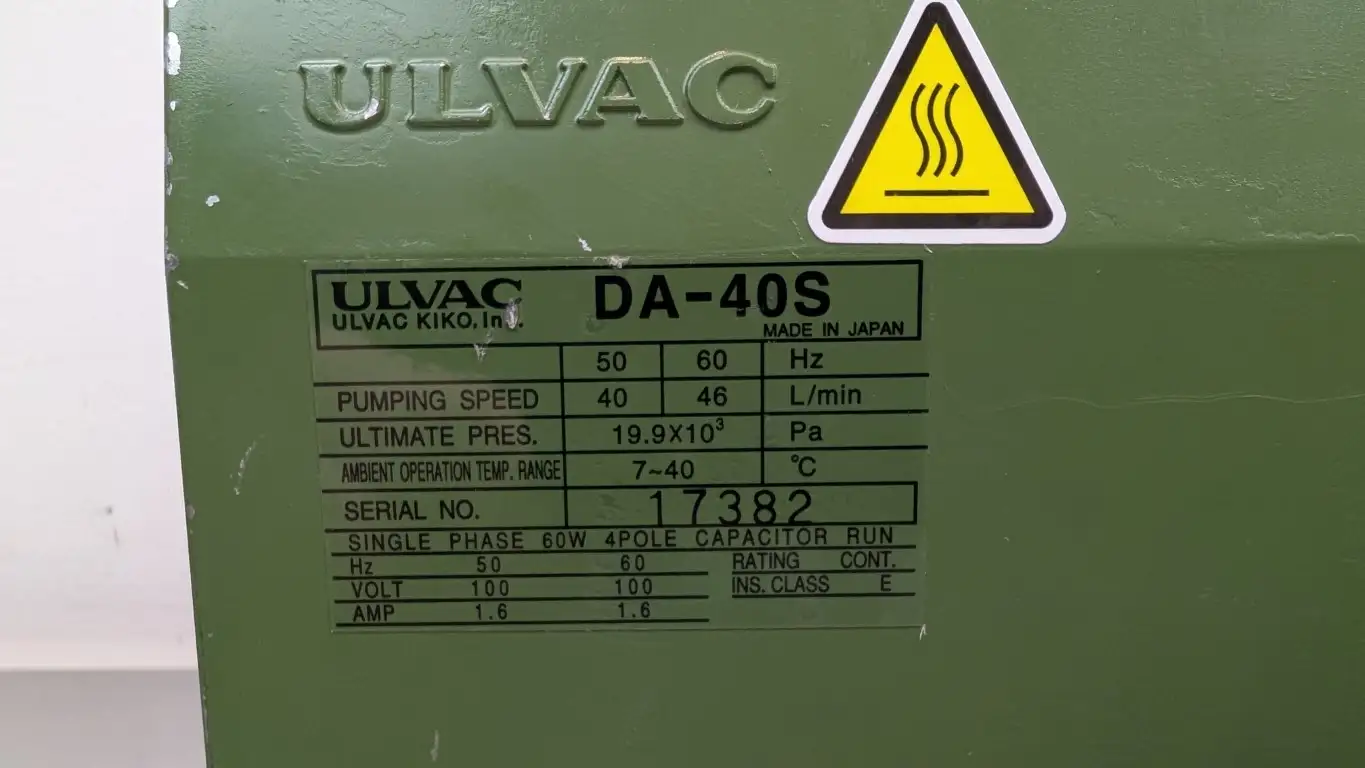 ULVAC
ULVAC DA-40S
ULVAC KIKO, In. MADE IN JAPAN
50 60 Hz
PUMPING SPEED 40 46 L/min
ULTIMATE PRES. 19.9X10³ Pa
AMBIENT OPERATION TEMP. RANGE 7~40 ℃
SERIAL NO. 17382
SINGLE PHASE 60W 4POLE CAPACITOR RUN
Hz 50 60 RATING CONT.
VOLT 100 100 INS. CLASS E
AMP 1.6 1.6